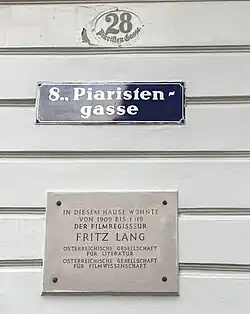 28
Piaristen Gasse
8., Piaristen-
gasse
IN DIESEM HAUSE WOHNTE
VON 1909 BIS 1919
DER FILMREGISSEUR
FRITZ LANG
ÖSTERREICHISCHE GESELLSCHAFT
FÜR LITERATUR
ÖSTERREICHISCHE GESELLSCHAFT
FÜR FILMWISSENSCHAFT